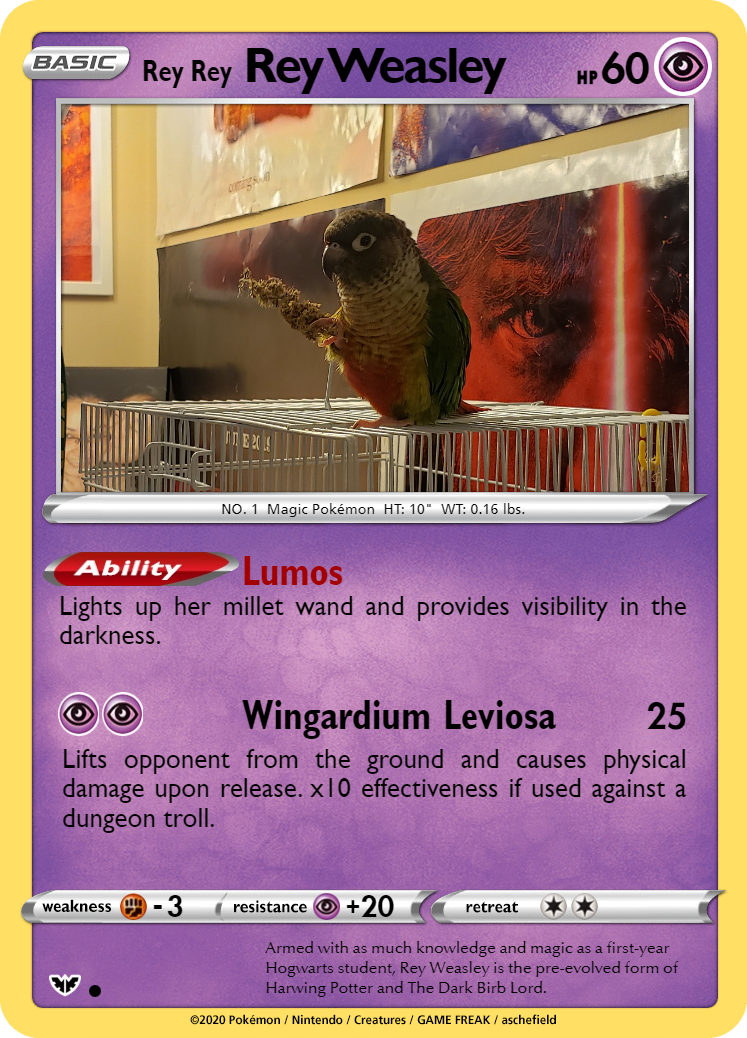 BASIC
Rey Rey Rey Weasley HP 60
coming soon
NO. 1 Magic Pokémon HT: 10" WT: 0.16 lbs.
Ability Lumos
Lights up her millet wand and provides visibility in the
darkness.
Wingardium Leviosa 25
Lifts opponent from the ground and causes physical
damage upon release. x10 effectiveness if used against a
dungeon troll.
weakness - 3 resistance +20 retreat
Armed with as much knowledge and magic as a first-year
Hogwarts student, Rey Weasley is the pre-evolved form of
Harwing Potter and The Dark Birb Lord.
©2020 Pokémon / Nintendo / Creatures / GAME FREAK / aschefield